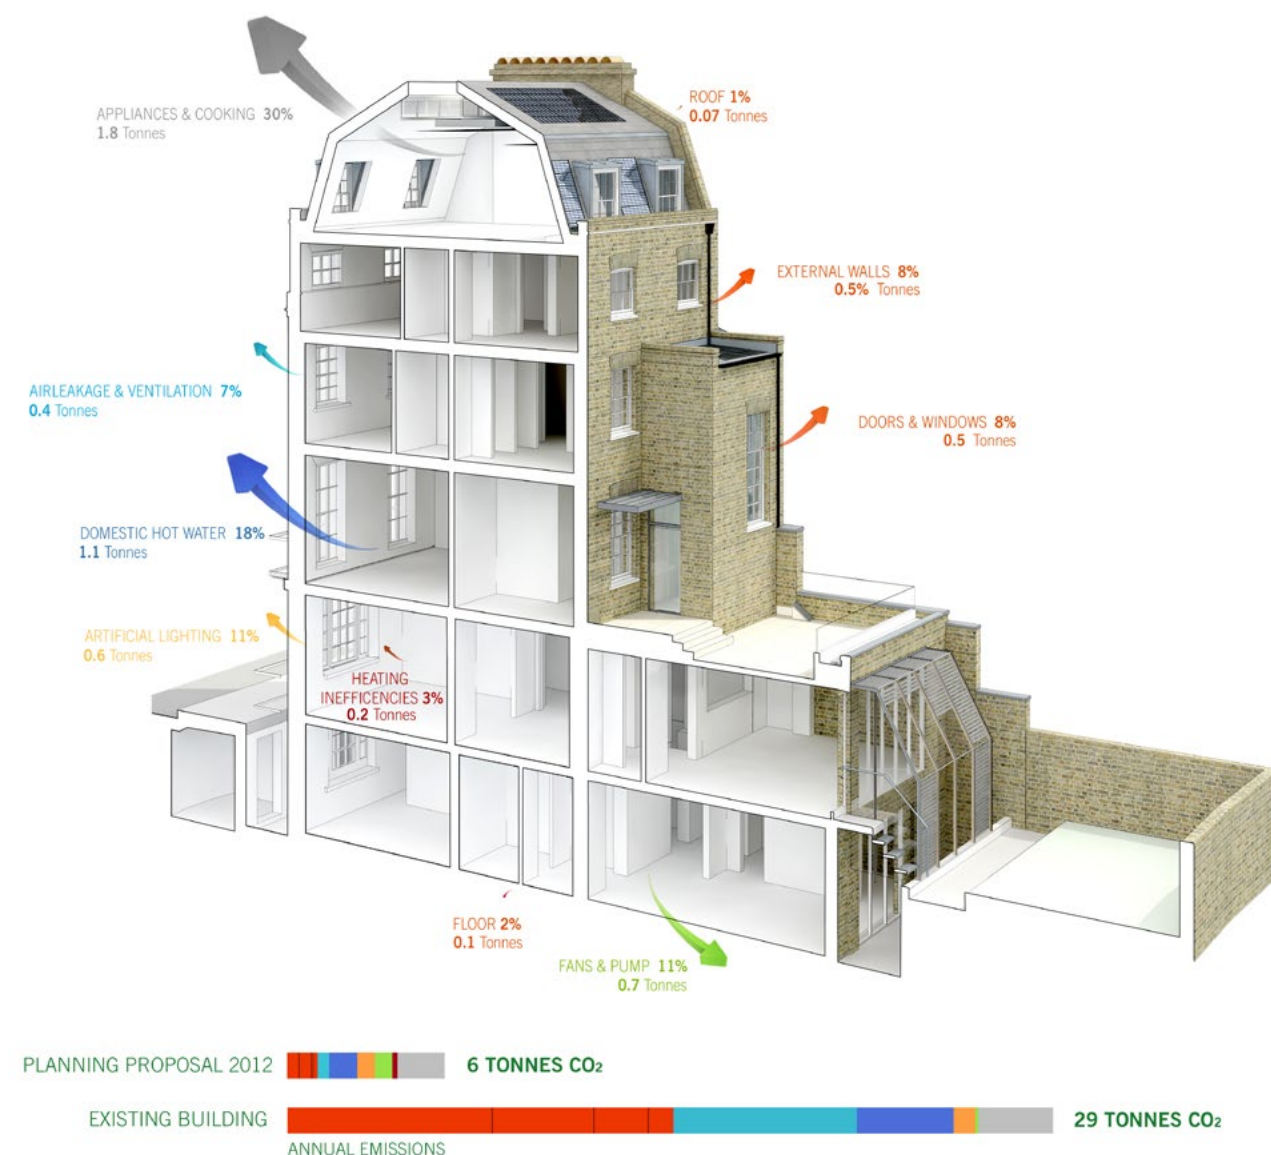 APPLIANCES & COOKING 30%
1.8 Tonnes
ROOF 1%
0.07 Tonnes
EXTERNAL WALLS 8%
0.5% Tonnes
AIRLEAKAGE & VENTILATION 7%
0.4 Tonnes
DOORS & WINDOWS 8%
0.5 Tonnes
DOMESTIC HOT WATER 18%
1.1 Tonnes
ARTIFICIAL LIGHTING 11%
0.6 Tonnes
HEATING
INEFFICENCIES 3%
0.2 Tonnes
FLOOR 2%
0.1 Tonnes
FANS & PUMP 11%
0.7 Tonnes
PLANNING PROPOSAL 2012
6 TONNES CO₂
EXISTING BUILDING
29 TONNES CO₂
ANNUAL EMISSIONS